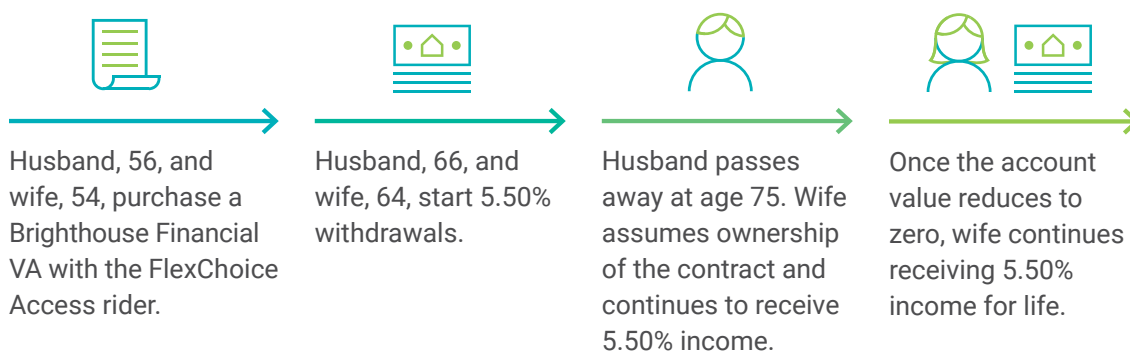 Husband, 56, and
wife, 54, purchase a
Brighthouse Financial
VA with the FlexChoice
Access rider.
Husband, 66, and
wife, 64, start 5.50%
withdrawals.
Husband passes
away at age 75. Wife
assumes ownership
of the contract and
continues to receive
5.50% income.
Once the account
value reduces to
zero, wife continues
receiving 5.50%
income for life.